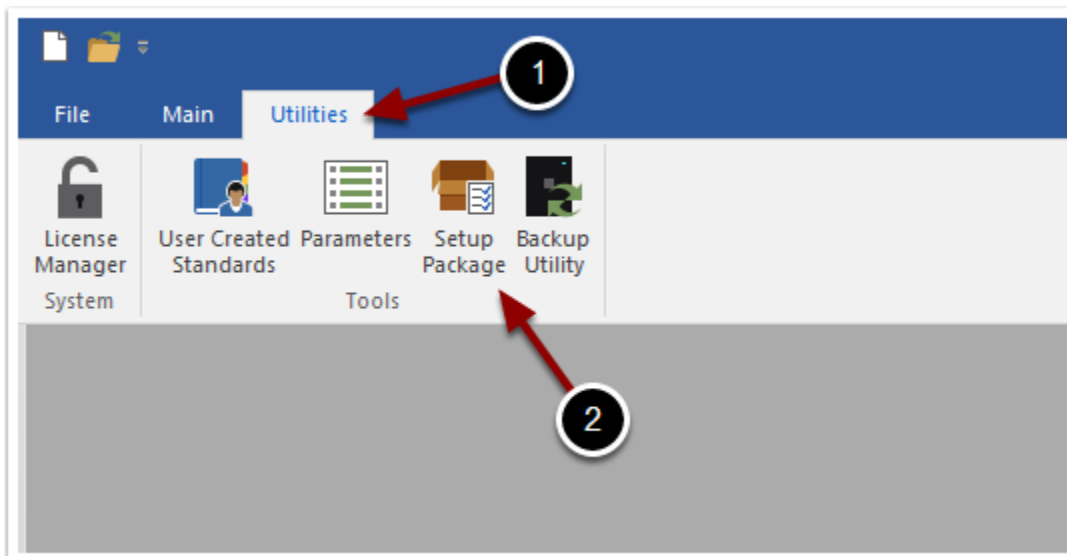 1
File Main Utilities
License Manager
User Created Standards
Parameters
Setup Package
Backup Utility
System Tools
2